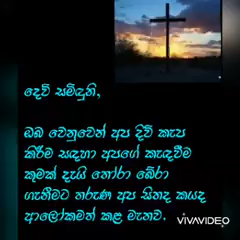 දෙවි සමිඳුනි,
ඔබ වෙනුවෙන් අප දිවි කැප
කිරීම සඳහා අපගේ කැඳවීම
කුමක් දැයි තෝරා බේරා
ගැනීමට තරුණ අප සිතද කයද
ආලෝකමත් කළ මැනව.
VIVAVIDEO